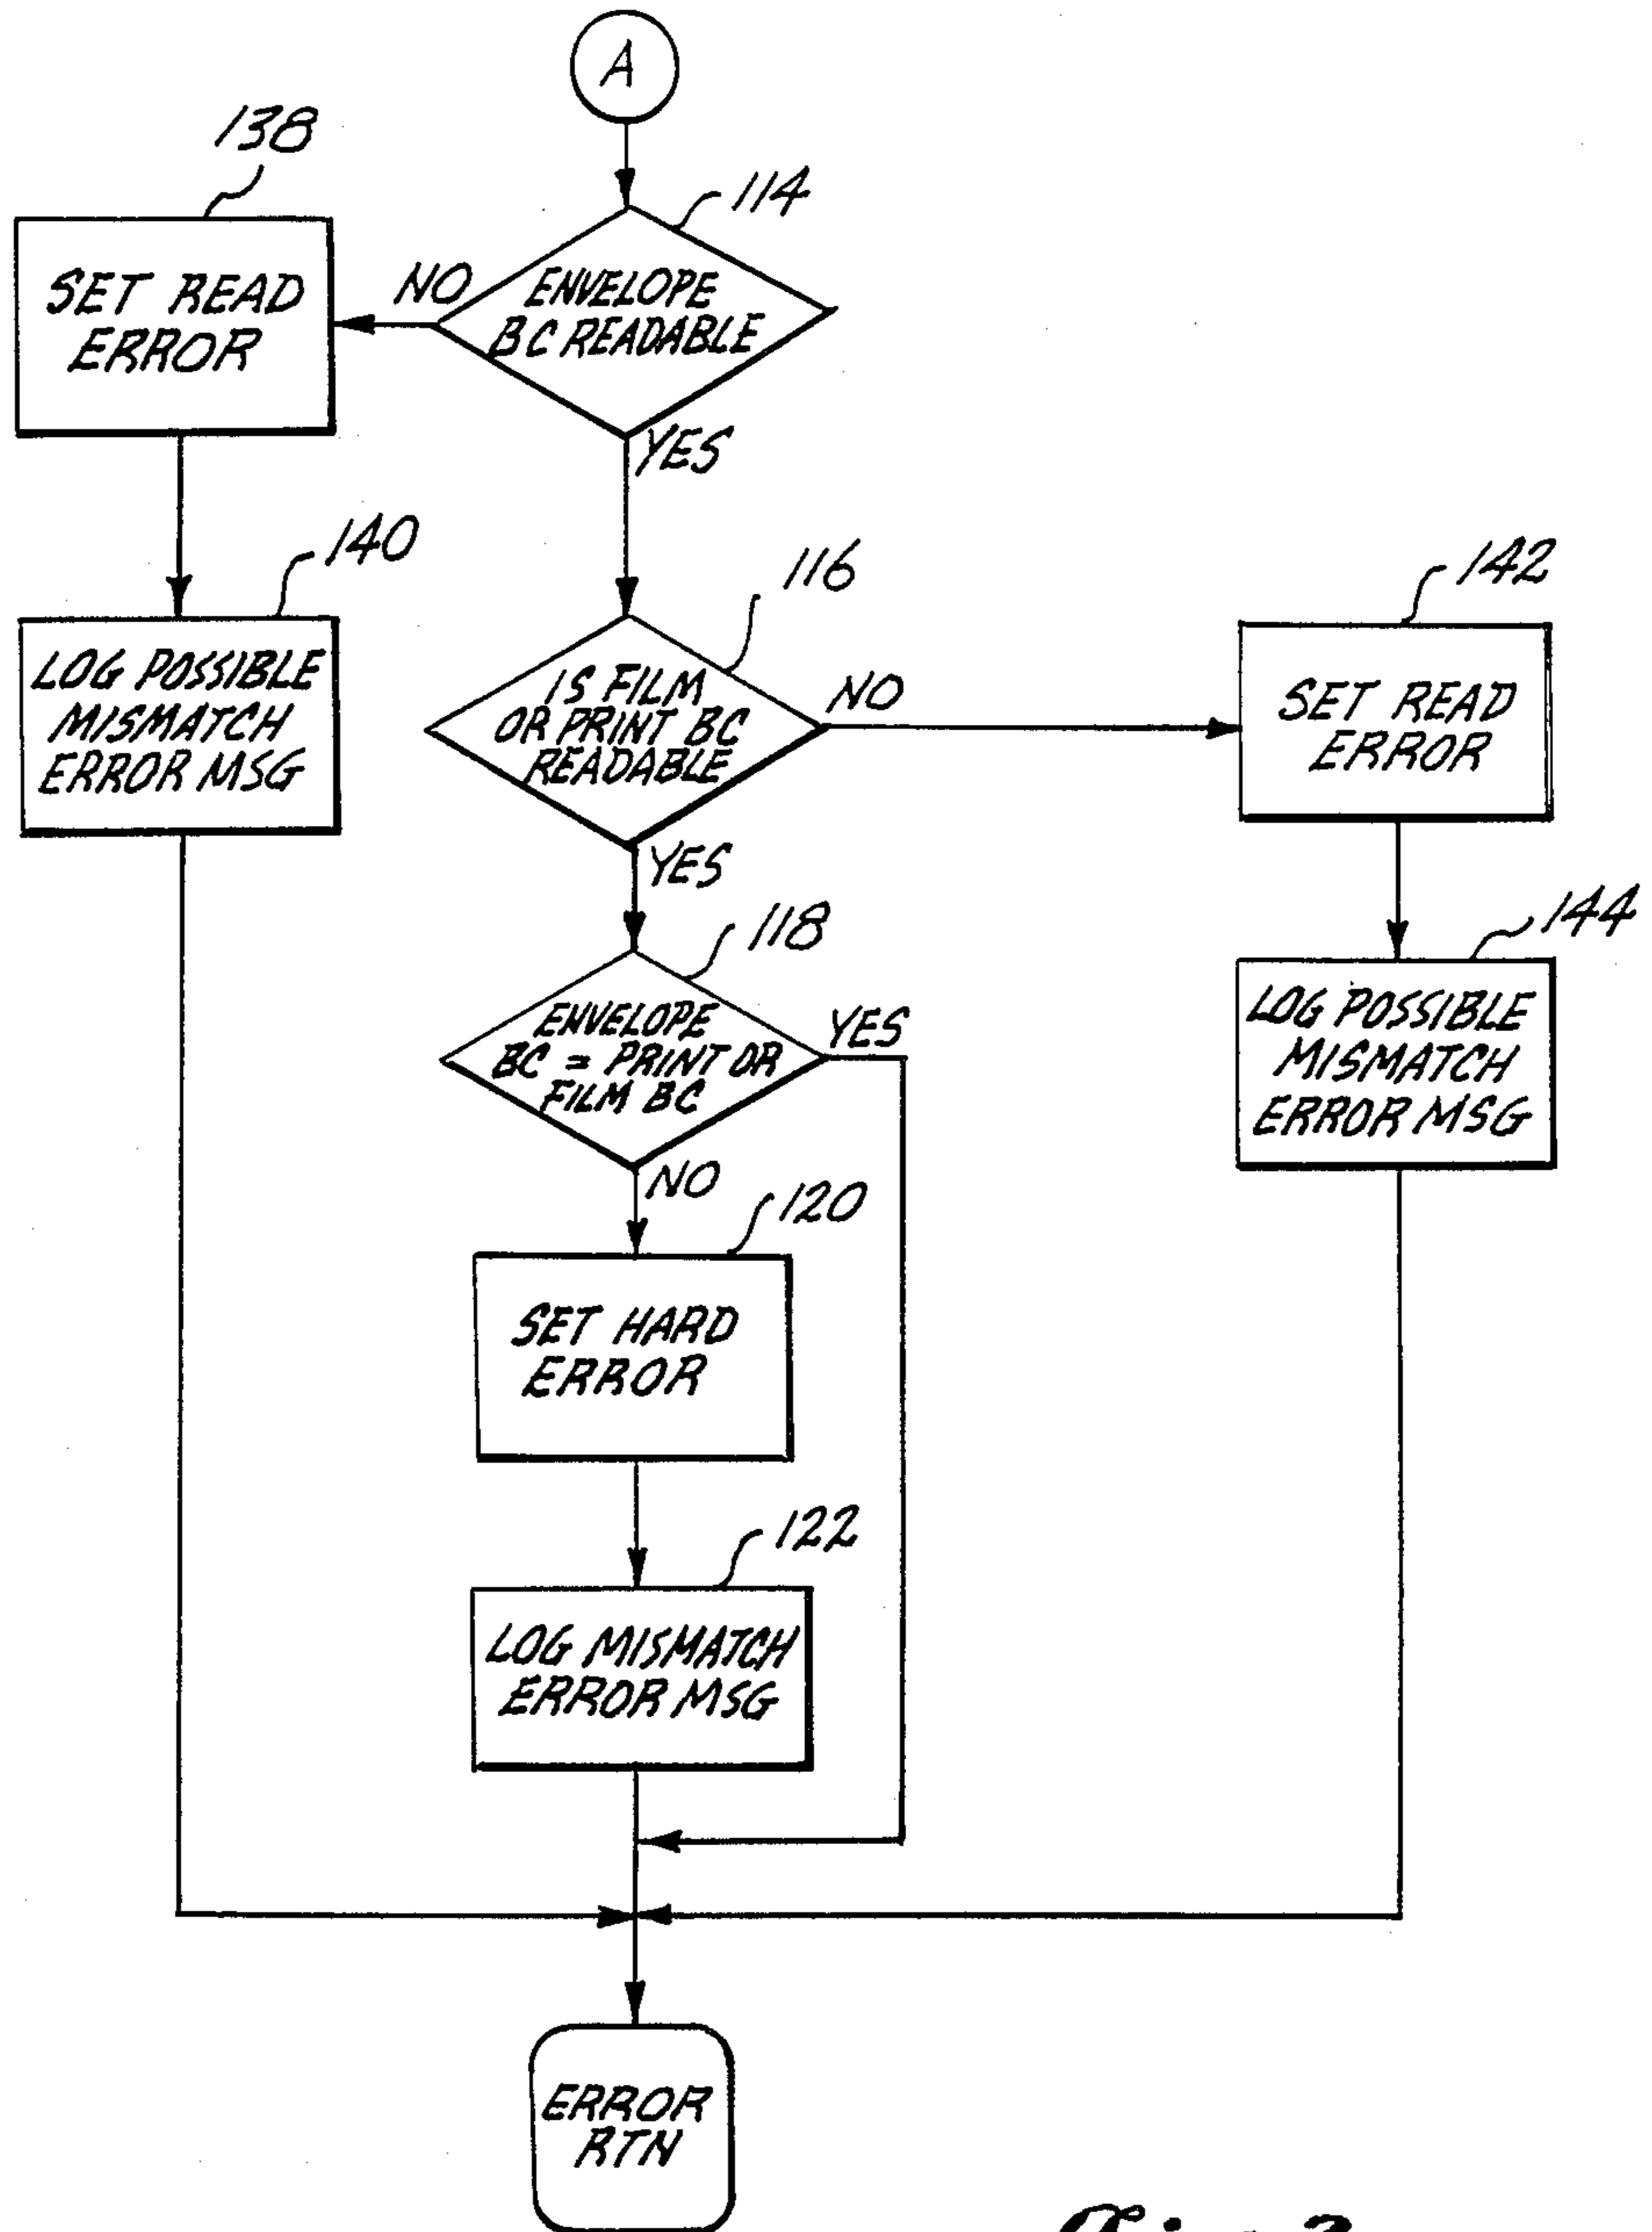 A
138
114
SET READ
ERROR
NO
ENVELOPE
BC READABLE
YES
140
116
142
LOG POSSIBLE
MISMATCH
ERROR MSG
IS FILM
OR PRINT BC
READABLE
NO
SET READ
ERROR
YES
118
144
ENVELOPE
BC = PRINT OR
FILM BC
YES
LOG POSSIBLE
MISMATCH
ERROR MSG
NO
120
SET HARD
ERROR
122
LOG MISMATCH
ERROR MSG
ERROR
RTN